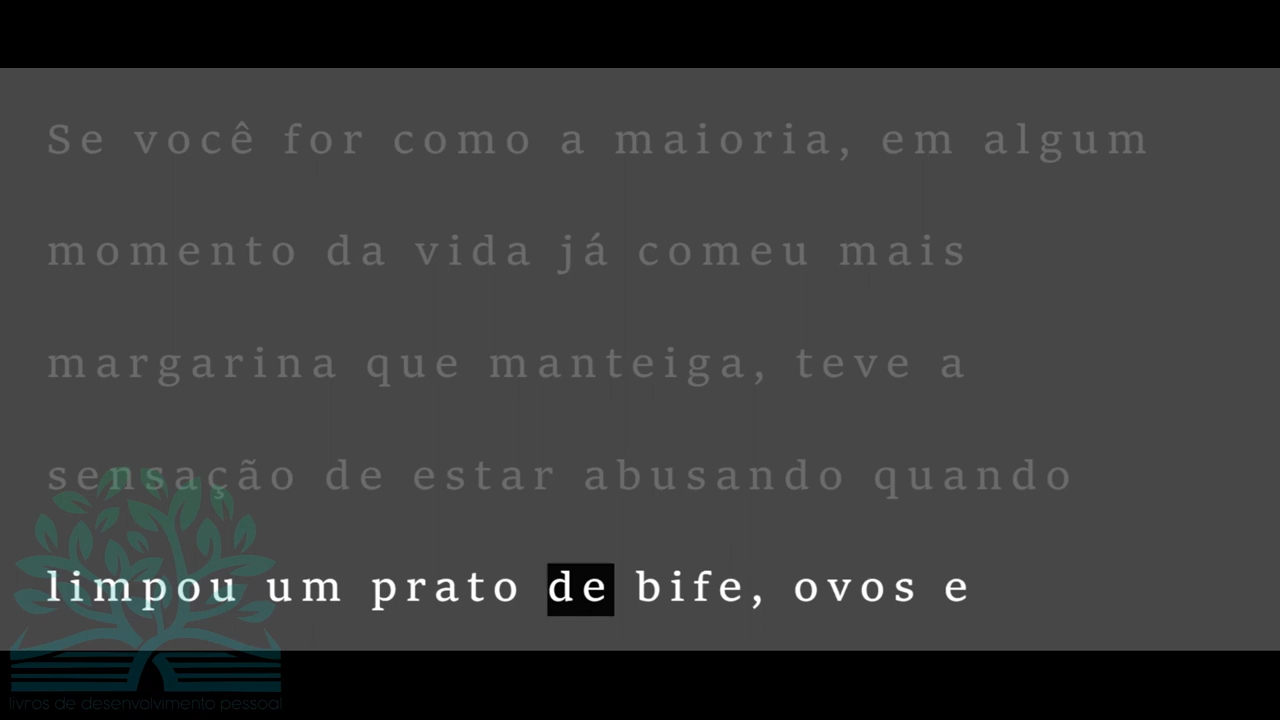 Se você for como a maioria, em algum
momento da vida já comeu mais
margarina que manteiga, teve a
sensação de estar abusando quando
limpou um prato de bife, ovos e
livros de desenvolvimento pessoal